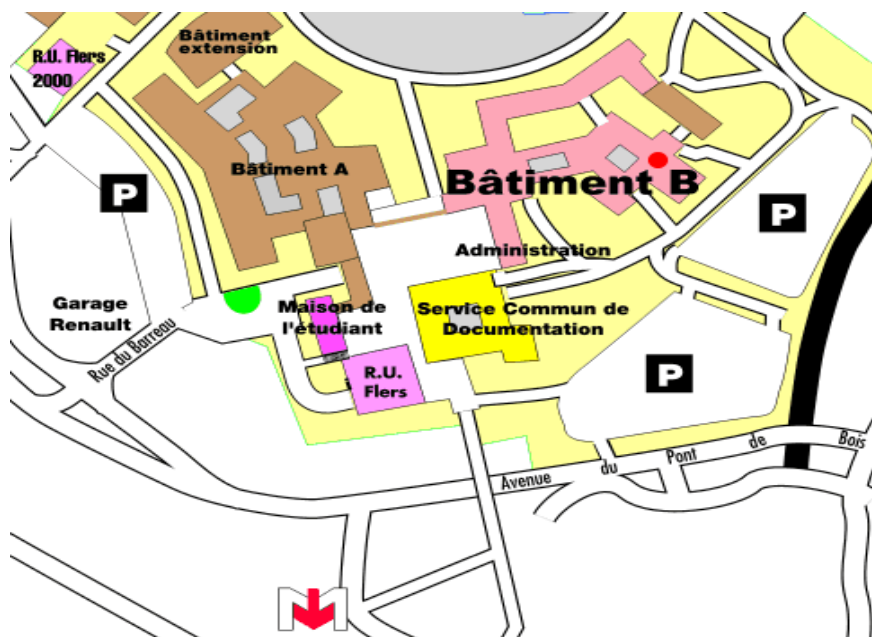 Bâtiment
extension
R.U. Flers
2000
Bâtiment A
Bâtiment B
P
P
Administration
Garage
Renault
Maison de
l'étudiant
Service Commun de
Documentation
Rue du Barreau
R.U.
Flers
P
Avenue du Pont de Bois
M